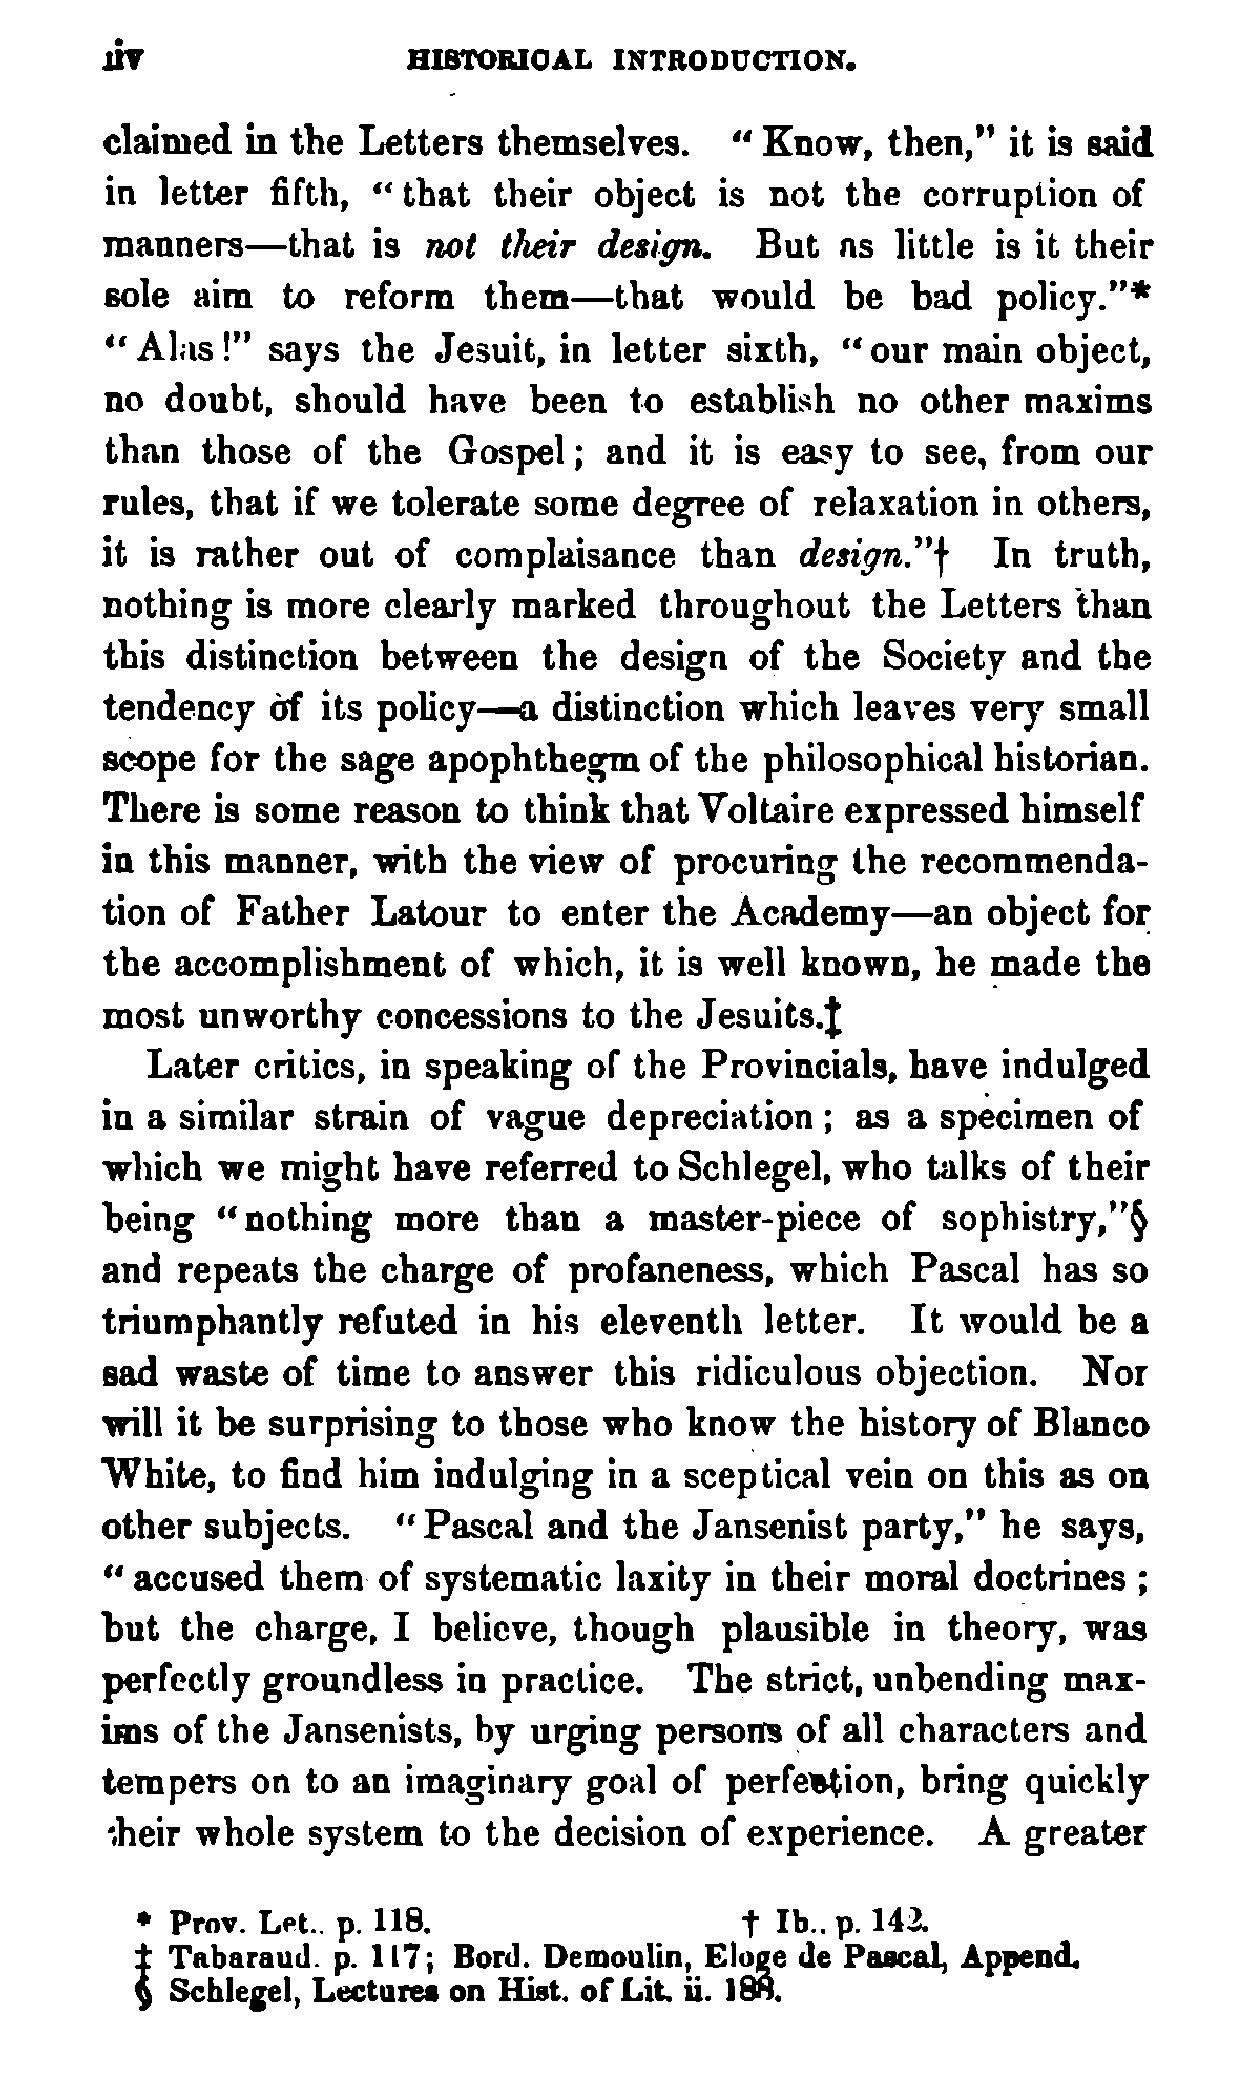 liv HISTORICAL INTRODUCTION.
claimed in the Letters themselves. “Know, then,” it is said
in letter fifth, “that their object is not the corruption of
manners—that is not their design. But as little is it their
sole aim to reform them—that would be bad policy.”*
“Alas!” says the Jesuit, in letter sixth, “our main object,
no doubt, should have been to establish no other maxims
than those of the Gospel; and it is easy to see, from our
rules, that if we tolerate some degree of relaxation in others,
it is rather out of complaisance than design.”† In truth,
nothing is more clearly marked throughout the Letters than
this distinction between the design of the Society and the
tendency of its policy—a distinction which leaves very small
scope for the sage apophthegm of the philosophical historian.
There is some reason to think that Voltaire expressed himself
in this manner, with the view of procuring the recommenda-
tion of Father Latour to enter the Academy—an object for
the accomplishment of which, it is well known, he made the
most unworthy concessions to the Jesuits.‡
Later critics, in speaking of the Provincials, have indulged
in a similar strain of vague depreciation; as a specimen of
which we might have referred to Schlegel, who talks of their
being “nothing more than a master-piece of sophistry,”§
and repeats the charge of profaneness, which Pascal has so
triumphantly refuted in his eleventh letter. It would be a
sad waste of time to answer this ridiculous objection. Nor
will it be surprising to those who know the history of Blanco
White, to find him indulging in a sceptical vein on this as on
other subjects. “Pascal and the Jansenist party,” he says,
“accused them of systematic laxity in their moral doctrines;
but the charge, I believe, though plausible in theory, was
perfectly groundless in practice. The strict, unbending max-
ims of the Jansenists, by urging persons of all characters and
tempers on to an imaginary goal of perfection, bring quickly
their whole system to the decision of experience. A greater
* Prov. Let., p. 118. † Ib., p. 142.
‡ Tabaraud. p. 117; Bord. Demoulin, Eloge de Pascal, Append.
§ Schlegel, Lectures on Hist. of Lit. ii.